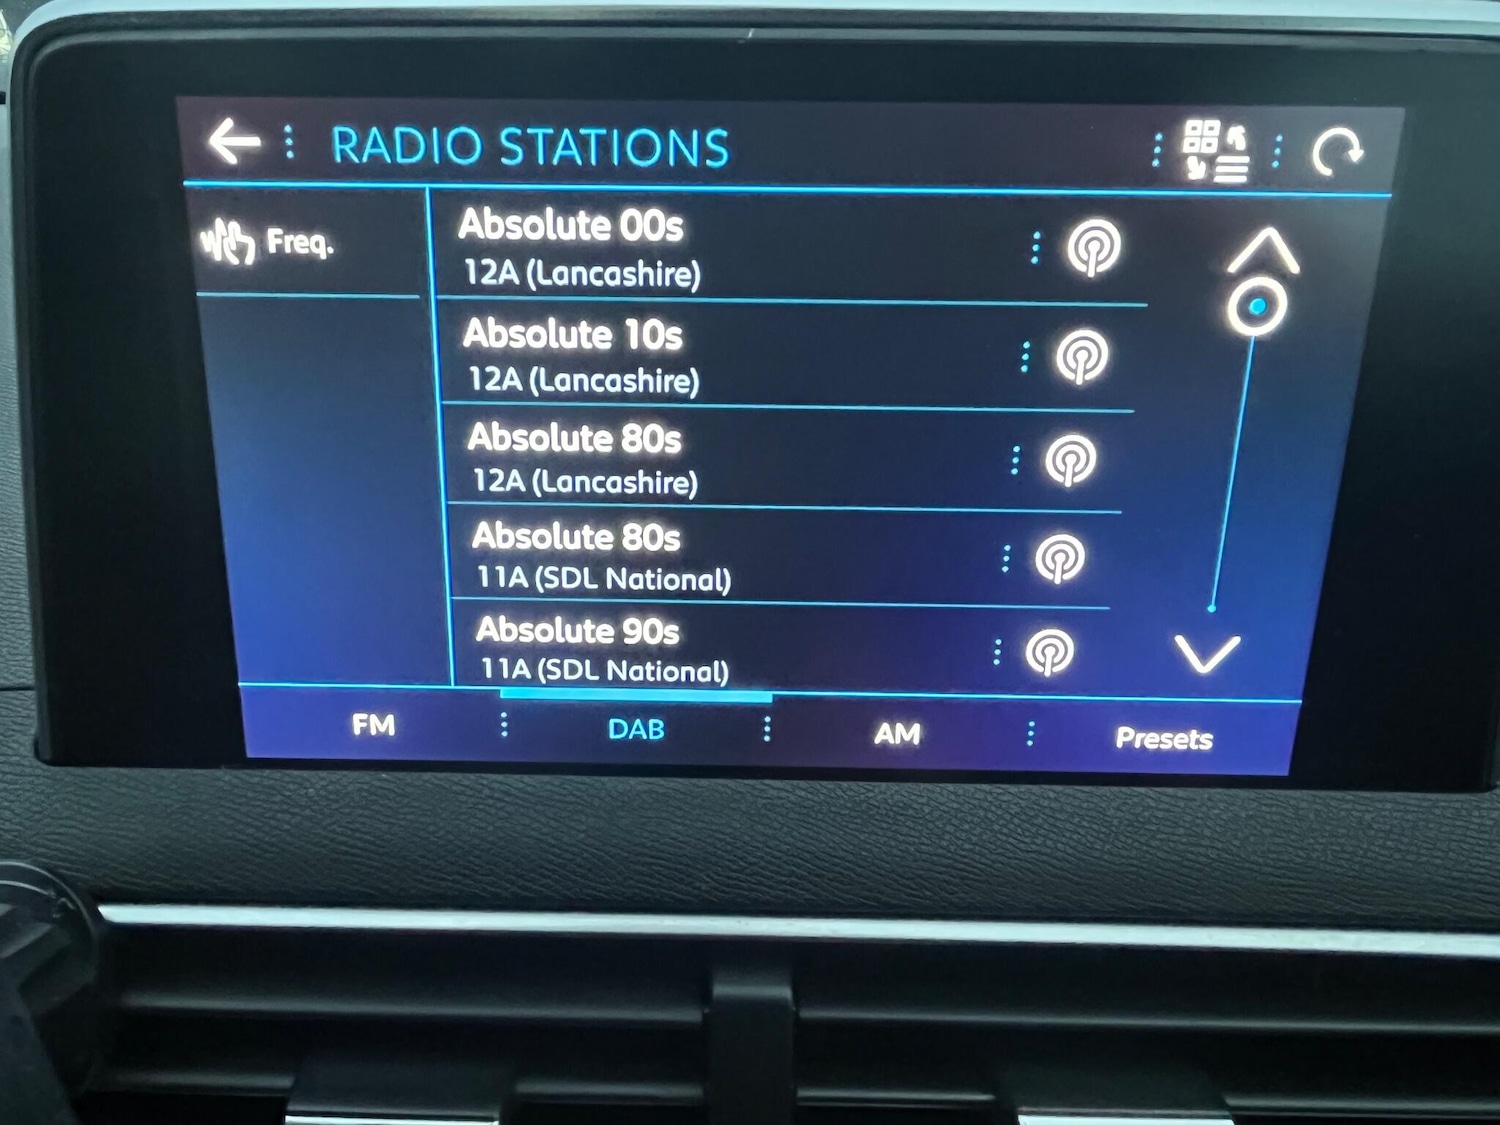 RADIO STATIONS
Freq.
Absolute 00s
12A (Lancashire)
Absolute 10s
12A (Lancashire)
Absolute 80s
12A (Lancashire)
Absolute 80s
11A (SDL National)
Absolute 90s
11A (SDL National)
FM DAB AM Presets